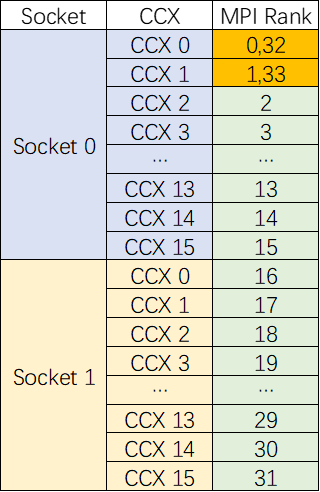 Socket CCX MPI Rank
Socket 0
CCX 0 0,32
CCX 1 1,33
CCX 2 2
CCX 3 3
... ...
CCX 13 13
CCX 14 14
CCX 15 15
Socket 1
CCX 0 16
CCX 1 17
CCX 2 18
CCX 3 19
... ...
CCX 13 29
CCX 14 30
CCX 15 31